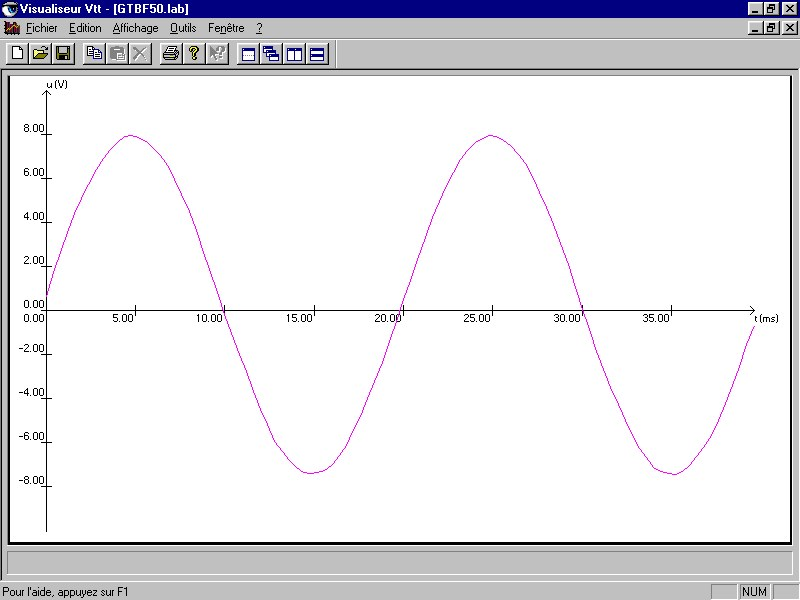 Visualiseur Vtt - [GTBF50.lab]
Fichier Edition Affichage Outils Fenêtre ?
u (V)
8.00
6.00
4.00
2.00
0.00
0.00 5.00 10.00 15.00 20.00 25.00 30.00 35.00 t (ms)
-2.00
-4.00
-6.00
-8.00
Pour l'aide, appuyez sur F1
NUM